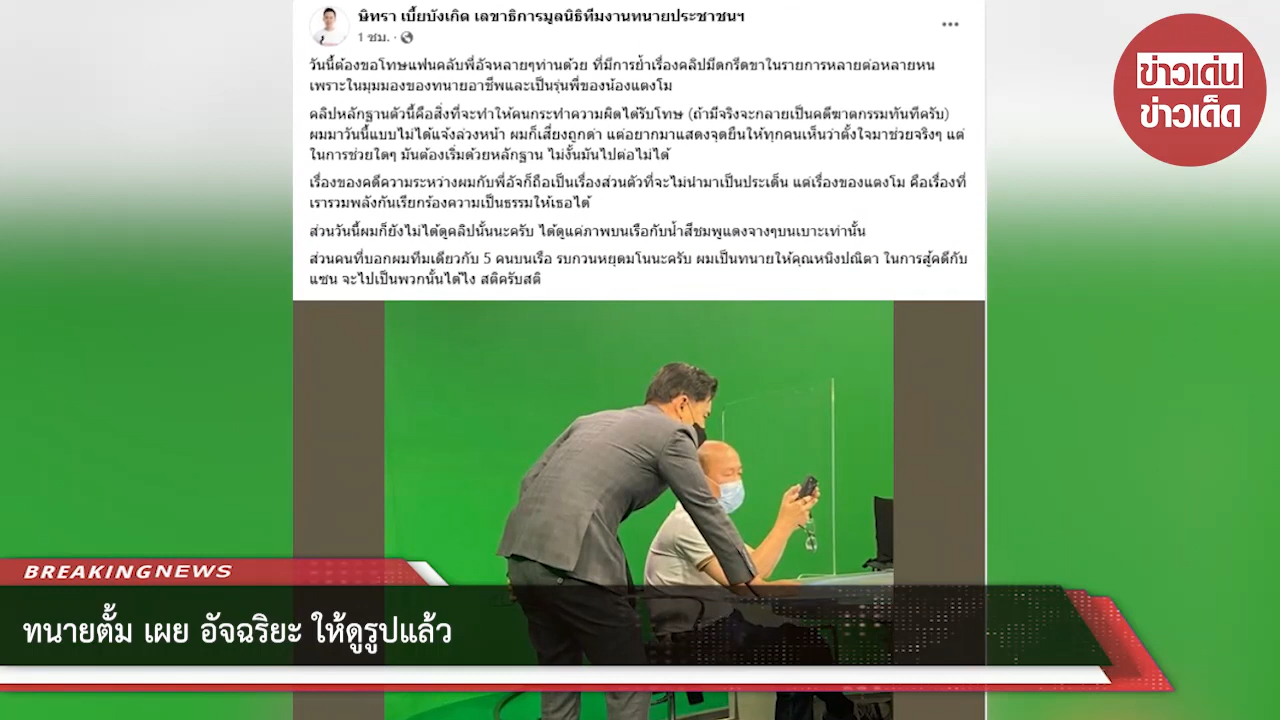 ษิทรา เบี้ยบังเกิด เลขาธิการมูลนิธิทีมงานทนายประชาชนฯ
1 ชม. ·
วันนี้ต้องขอโทษแฟนคลับพี่อัจหลายๆท่านด้วย ที่มีการย้ำเรื่องคลิปมีดกรีดขาในรายการหลายต่อหลายหน
เพราะในมุมมองของทนายอาชีพและเป็นรุ่นพี่ของน้องแตงโม
คลิปหลักฐานตัวนี้คือสิ่งที่จะทำให้คนกระทำความผิดได้รับโทษ (ถ้ามีจริงจะกลายเป็นคดีฆาตกรรมทันทีครับ)
ผมมาวันนี้แบบไม่ได้แจ้งล่วงหน้า ผมก็เสี่ยงถูกด่า แต่อยากมาแสดงจุดยืนให้ทุกคนเห็นว่าตั้งใจมาช่วยจริงๆ แต่
ในการช่วยใดๆ มันต้องเริ่มด้วยหลักฐาน ไม่งั้นมันไปต่อไม่ได้
เรื่องของคดีความระหว่างผมกับพี่อัจก็ถือเป็นเรื่องส่วนตัวที่จะไม่นำมาเป็นประเด็น แต่เรื่องของแตงโม คือเรื่องที่
เรารวมพลังกันเรียกร้องความเป็นธรรมให้เธอได้
ส่วนวันนี้ผมก็ยังไม่ได้ดูคลิปนั้นนะครับ ได้ดูแค่ภาพบนเรือกับน้ำสีชมพูแดงจางๆบนเบาะเท่านั้น
ส่วนคนที่บอกผมทีมเดียวกับ 5 คนบนเรือ รบกวนหยุดมโนนะครับ ผมเป็นทนายให้คุณหนิงปณิตา ในการสู้คดีกับ
แซน จะไปเป็นพวกนั้นได้ไง สติครับสติ
ข่าวเด่น
ข่าวเด็ด
BREAKING NEWS
ทนายตั้ม เผย อัจฉริยะ ให้ดูรูปแล้ว